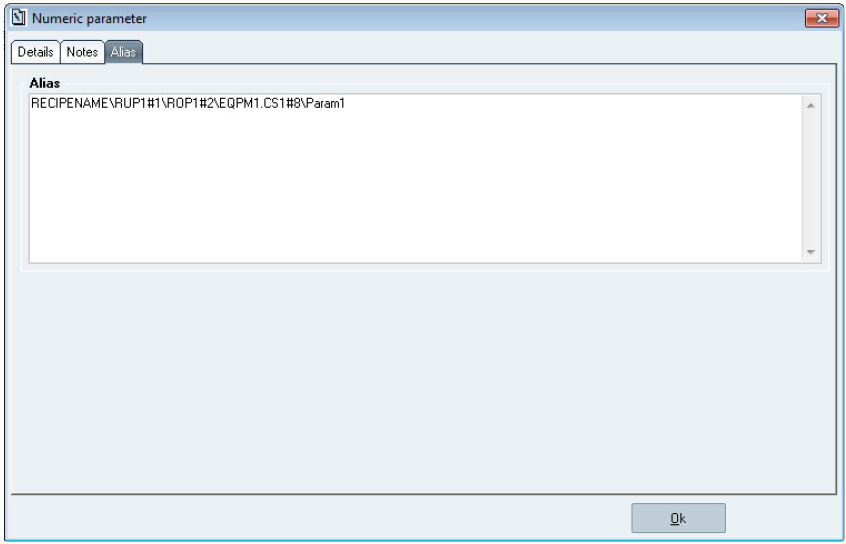 Numeric parameter
Details Notes Alias
Alias
RECIPENAME\RUP1#1\ROP1#2\EQPM1.CS1#8\Param1
Ok